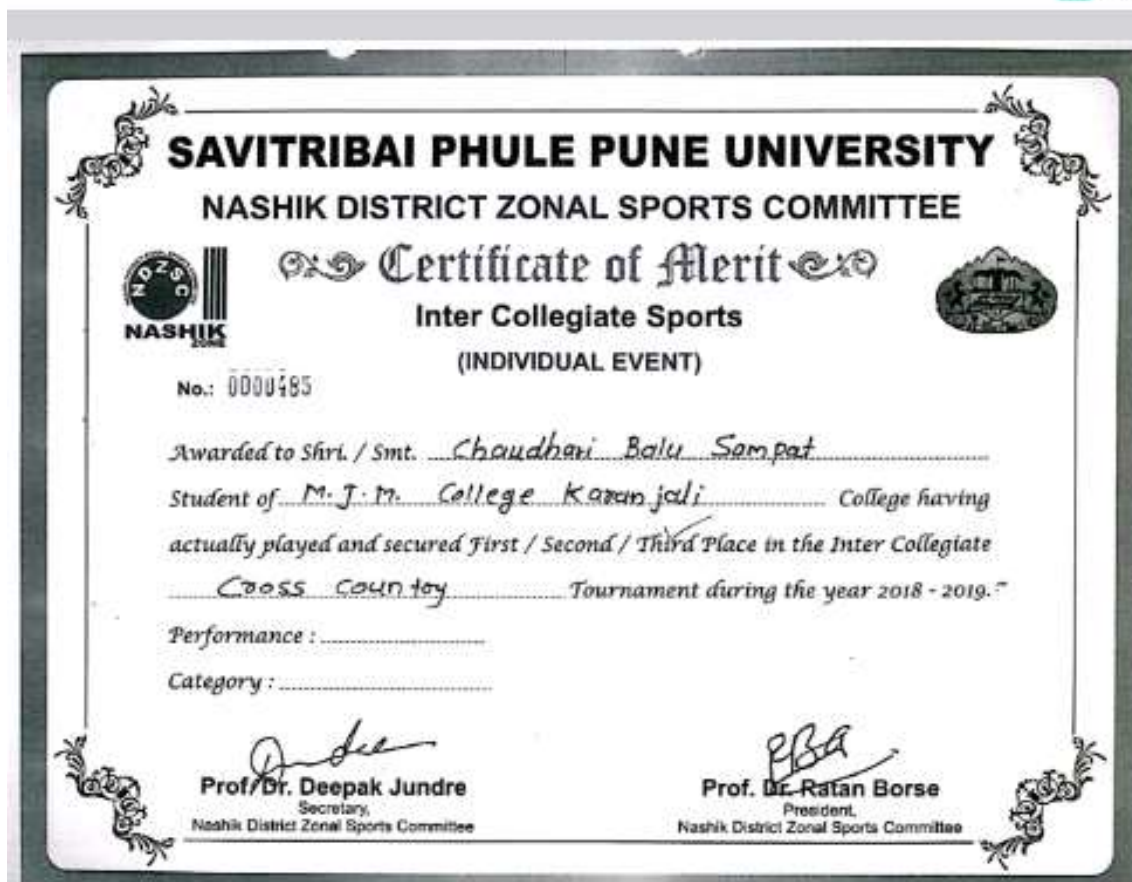 SAVITRIBAI PHULE PUNE UNIVERSITY
NASHIK DISTRICT ZONAL SPORTS COMMITTEE
Certificate of Merit
NDZSC
NASHIK
ZONE
Inter Collegiate Sports
(INDIVIDUAL EVENT)
No.: 0000485
Awarded to Shri. / Smt. Chaudhari Balu Sampat
Student of M.J.M. College Karanjali College having
actually played and secured First / Second / Third Place in the Inter Collegiate
Cross Country Tournament during the year 2018 - 2019.
Performance :
Category :
Prof. Dr. Deepak Jundre
Secretary,
Nashik District Zonal Sports Committee
Prof. Dr. Ratan Borse
President,
Nashik District Zonal Sports Committee